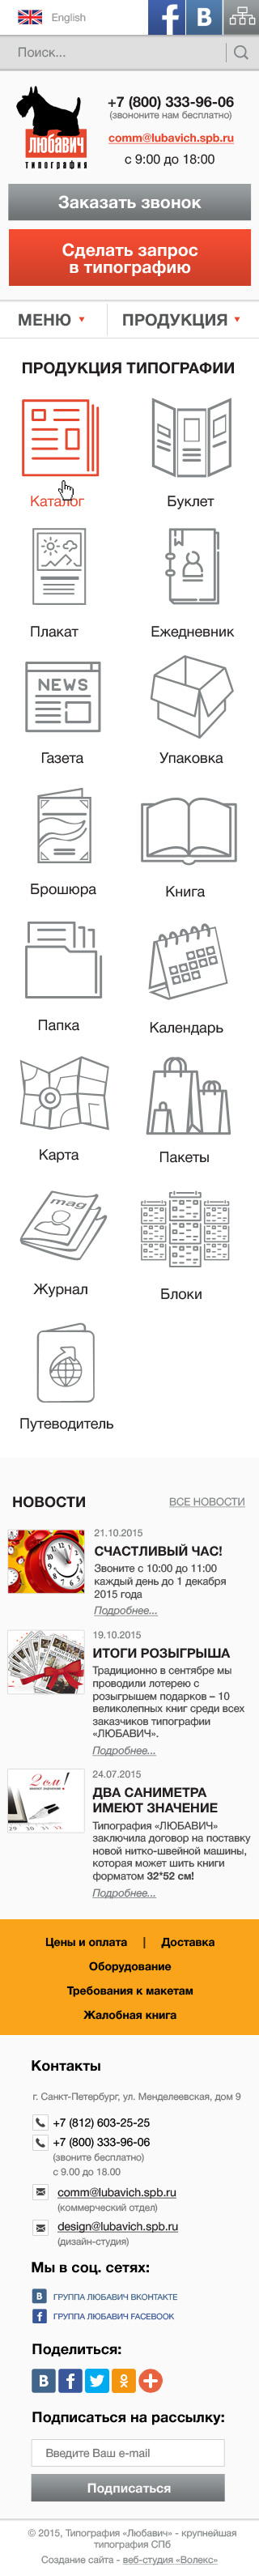 English
Поиск...
+7 (800) 333-96-06
(звононите нам бесплатно)
comm@lubavich.spb.ru
с 9:00 до 18:00
ЛЮБАВИЧ
типография
Заказать звонок
Сделать запрос
в типографию
МЕНЮ ПРОДУКЦИЯ
ПРОДУКЦИЯ ТИПОГРАФИИ
Каталог Буклет
Плакат Ежедневник
NEWS
Газета Упаковка
Брошюра Книга
Папка Календарь
Карта Пакеты
mag
Журнал Блоки
Путеводитель
НОВОСТИ ВСЕ НОВОСТИ
21.10.2015
СЧАСТЛИВЫЙ ЧАС!
Звоните с 10:00 до 11:00
каждый день до 1 декабря
2015 года
Подробнее...
19.10.2015
ИТОГИ РОЗЫГРЫША
Традиционно в сентябре мы
проводили лотерею с
розыгрышем подарков – 10
великолепных книг среди всех
заказчиков типографии
«ЛЮБАВИЧ».
Подробнее...
24.07.2015
ДВА САНИМЕТРА
ИМЕЮТ ЗНАЧЕНИЕ
Типография «ЛЮБАВИЧ»
заключила договор на поставку
новой нитко-швейной машины,
которая может шить книги
форматом 32*52 см!
Подробнее...
Цены и оплата | Доставка
Оборудование
Требования к макетам
Жалобная книга
Контакты
г. Санкт-Петербург, ул. Менделеевская, дом 9
+7 (812) 603-25-25
+7 (800) 333-96-06
(звоните бесплатно)
с 9.00 до 18.00
comm@lubavich.spb.ru
(коммерческий отдел)
design@lubavich.spb.ru
(дизайн-студия)
Мы в соц. сетях:
ГРУППА ЛЮБАВИЧ ВКОНТАКТЕ
ГРУППА ЛЮБАВИЧ FACEBOOK
Поделиться:
Подписаться на рассылку:
Введите Ваш e-mail
Подписаться
© 2015, Типография «Любавич» - крупнейшая
типография СПб
Создание сайта - веб-студия «Волекс»